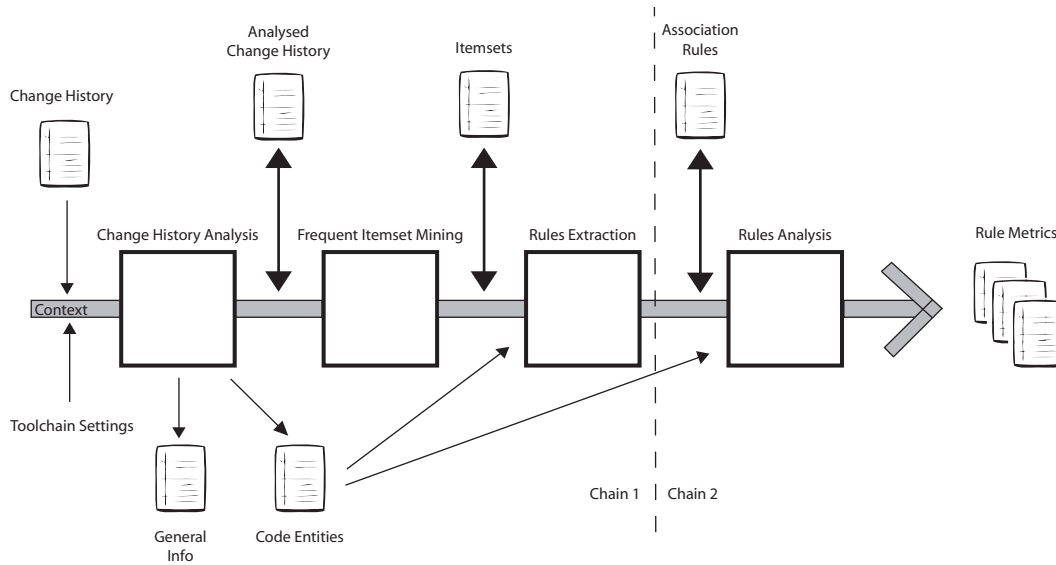 Analysed
Change History
Itemsets
Association
Rules
Change History
Change History Analysis
Frequent Itemset Mining
Rules Extraction
Rules Analysis
Rule Metrics
Context
Toolchain Settings
Chain 1
Chain 2
General
Info
Code Entities